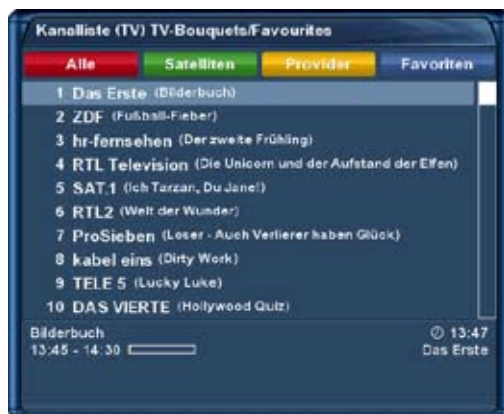 Kanalliste (TV) TV-Bouquets/Favourites
Alle Satelliten Provider Favoriten
1 Das Erste (Bilderbuch)
2 ZDF (Fußball-Fieber)
3 hr-fernsehen (Der zweite Frühling)
4 RTL Television (Die Unicorn und der Aufstand der Elfen)
5 SAT.1 (Ich Tarzan, Du Jane!)
6 RTL2 (Welt der Wunder)
7 ProSieben (Loser - Auch Verlierer haben Glück)
8 kabel eins (Dirty Work)
9 TELE 5 (Lucky Luke)
10 DAS VIERTE (Hollywood Quiz)
Bilderbuch 13:47
13:45 - 14:30 Das Erste